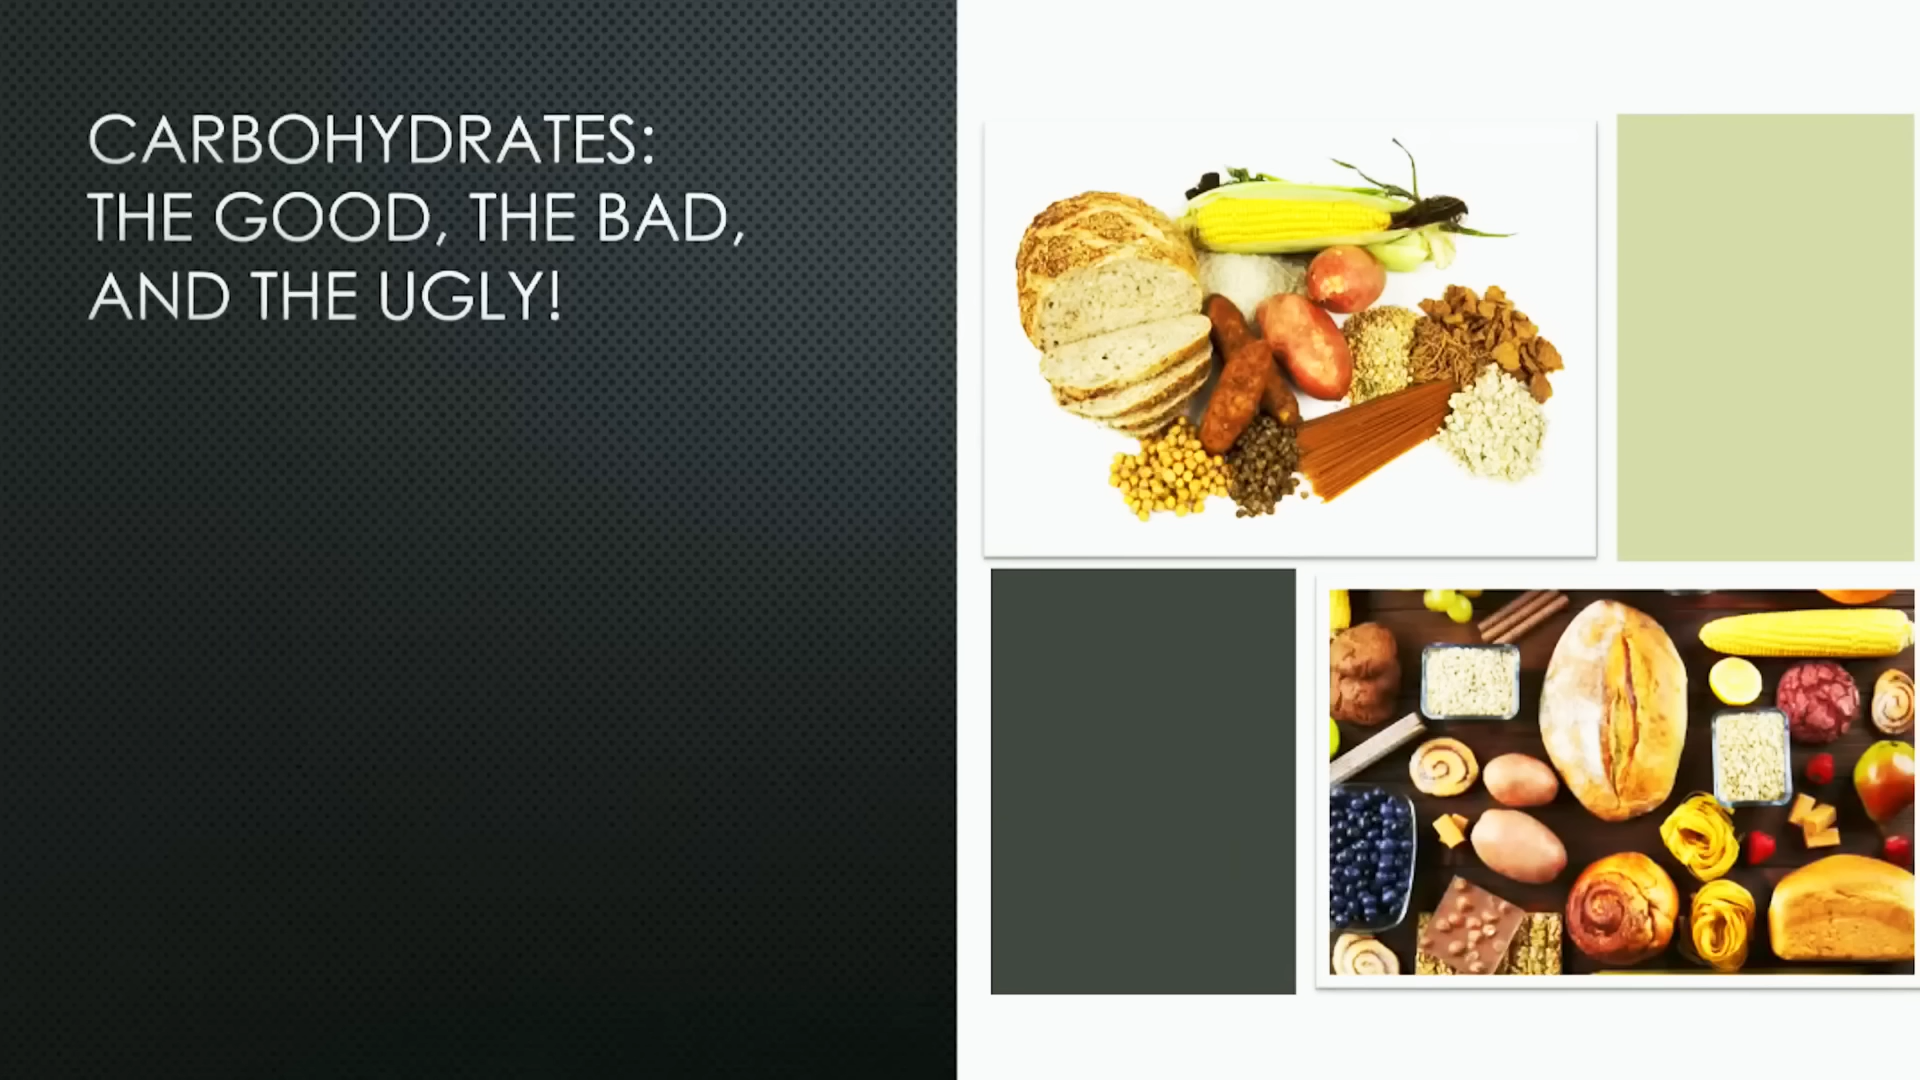 CARBOHYDRATES:
THE GOOD, THE BAD,
AND THE UGLY!